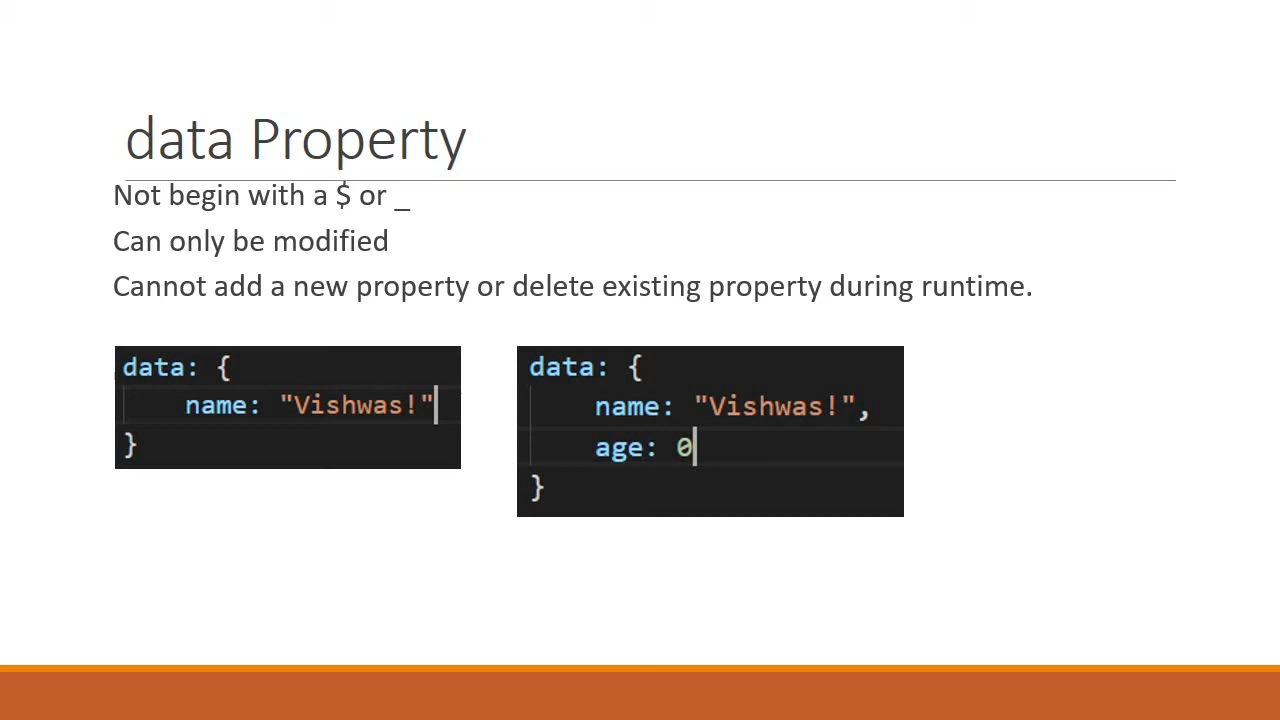 data Property
Not begin with a $ or _
Can only be modified
Cannot add a new property or delete existing property during runtime.
data: {
name: "Vishwas!"
}
data: {
name: "Vishwas!",
age: 0
}